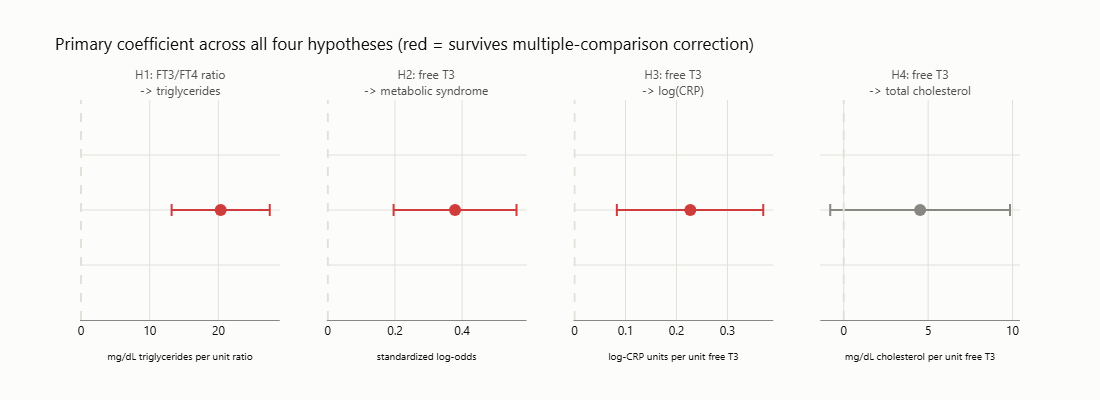 Primary coefficient across all four hypotheses (red = survives multiple-comparison correction)
H1: FT3/FT4 ratio
-> triglycerides
H2: free T3
-> metabolic syndrome
H3: free T3
-> log(CRP)
H4: free T3
-> total cholesterol
0 10 20
0 0.2 0.4
0 0.1 0.2 0.3
0 5 10
mg/dL triglycerides per unit ratio
standardized log-odds
log-CRP units per unit free T3
mg/dL cholesterol per unit free T3